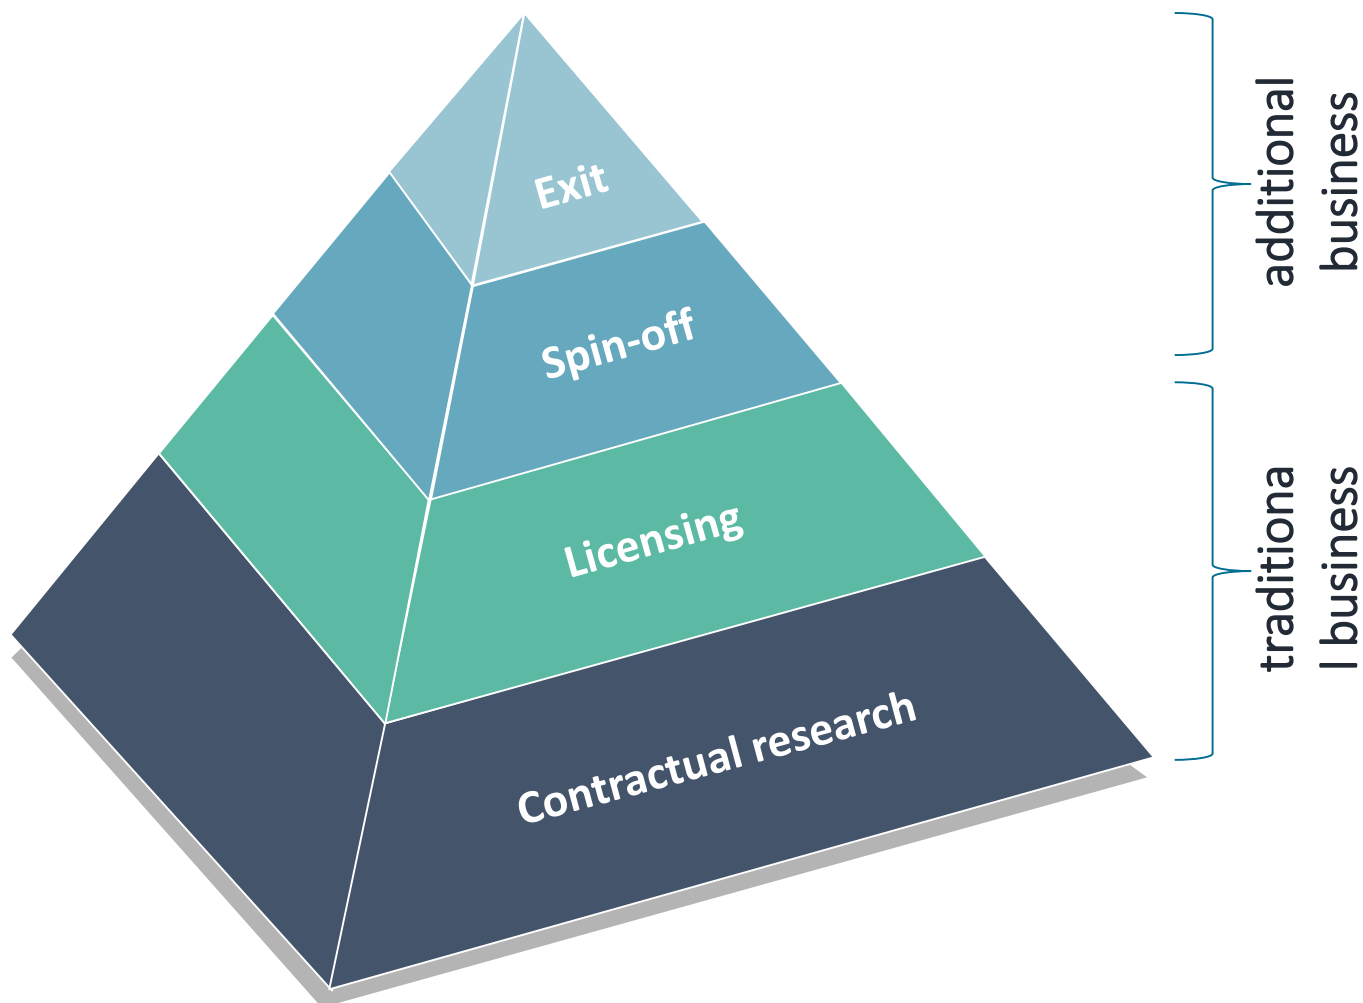 Exit
Spin-off
Licensing
Contractual research
additional
business
traditiona
l business